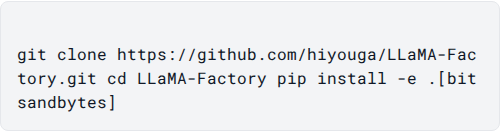 git clone https://github.com/hiyouga/LLaMA-Fac
tory.git cd LLaMA-Factory pip install -e .[bit
sandbytes]